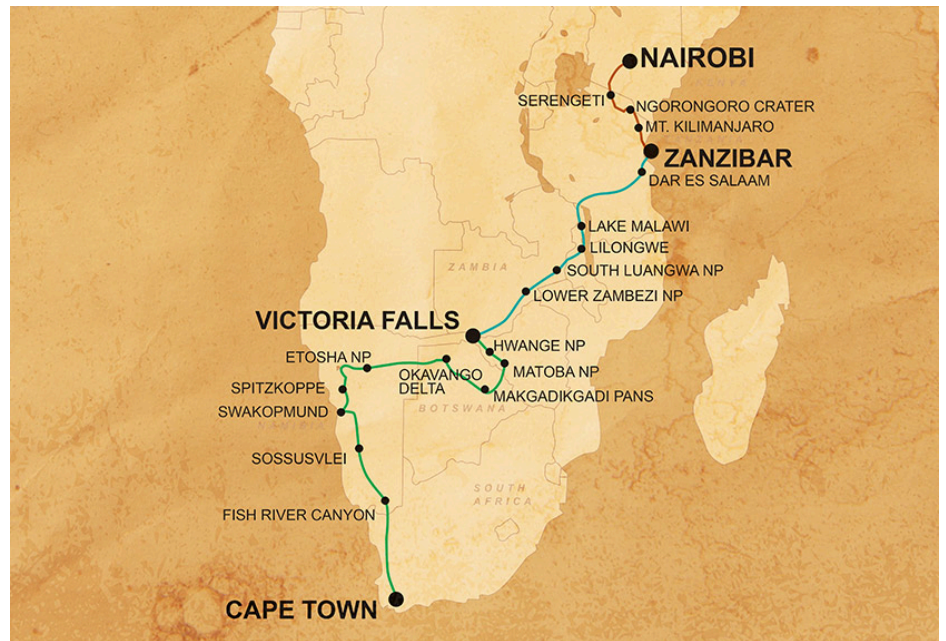 NAIROBI
SERENGETI
NGORONGORO CRATER
MT. KILIMANJARO
ZANZIBAR
DAR ES SALAAM
LAKE MALAWI
LILONGWE
ZAMBIA
SOUTH LUANGWA NP
LOWER ZAMBEZI NP
VICTORIA FALLS
HWANGE NP
ETOSHA NP
MATOBA NP
OKAVANGO
DELTA
SPITZKOPPE
MAKGADIKGADI PANS
BOTSWANA
SWAKOPMUND
NAMIBIA
SOSSUSVLEI
SOUTH
AFRICA
FISH RIVER CANYON
CAPE TOWN